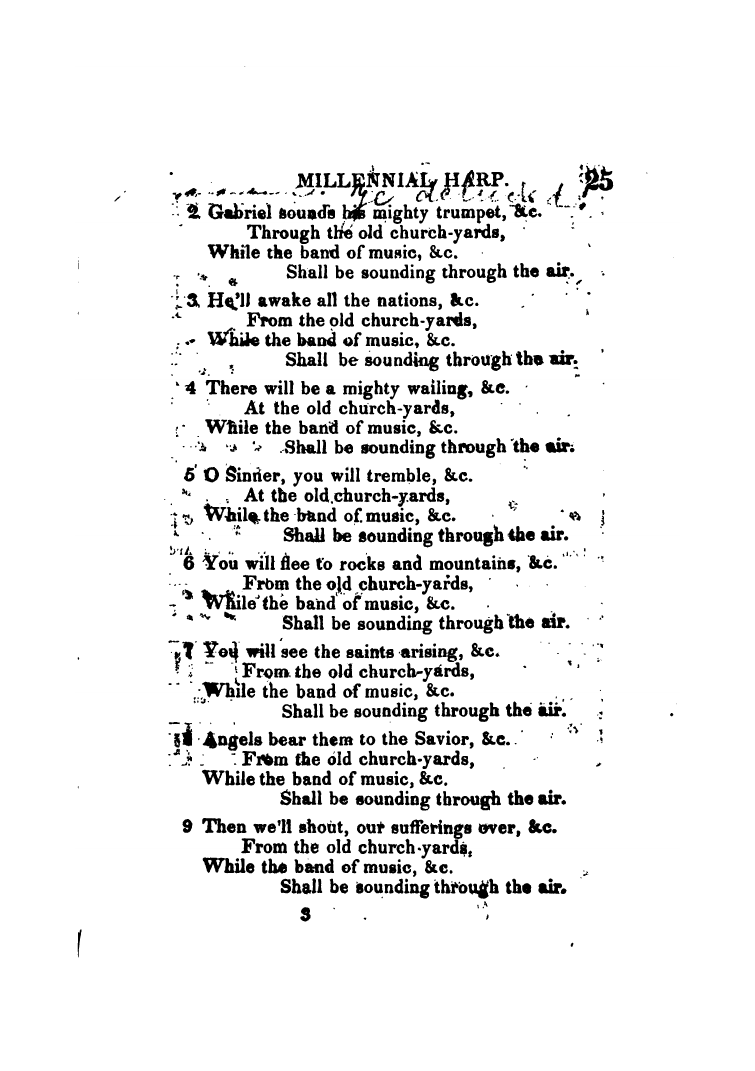 MILLENNIAL HARP. 25
2 Gabriel sounds his mighty trumpet, &c.
Through the old church-yards,
While the band of music, &c.
Shall be sounding through the air.
3 He'll awake all the nations, &c.
From the old church-yards,
While the band of music, &c.
Shall be sounding through the air.
4 There will be a mighty wailing, &c.
At the old church-yards,
While the band of music, &c.
Shall be sounding through the air.
5 O Sinner, you will tremble, &c.
At the old church-yards,
While the band of music, &c.
Shall be sounding through the air.
6 You will flee to rocks and mountains, &c.
From the old church-yards,
While the band of music, &c.
Shall be sounding through the air.
7 You will see the saints arising, &c.
From the old church-yards,
While the band of music, &c.
Shall be sounding through the air.
Angels bear them to the Savior, &c.
From the old church-yards,
While the band of music, &c.
Shall be sounding through the air.
9 Then we'll shout, our sufferings over, &c.
From the old church-yards,
While the band of music, &c.
Shall be sounding through the air.
3